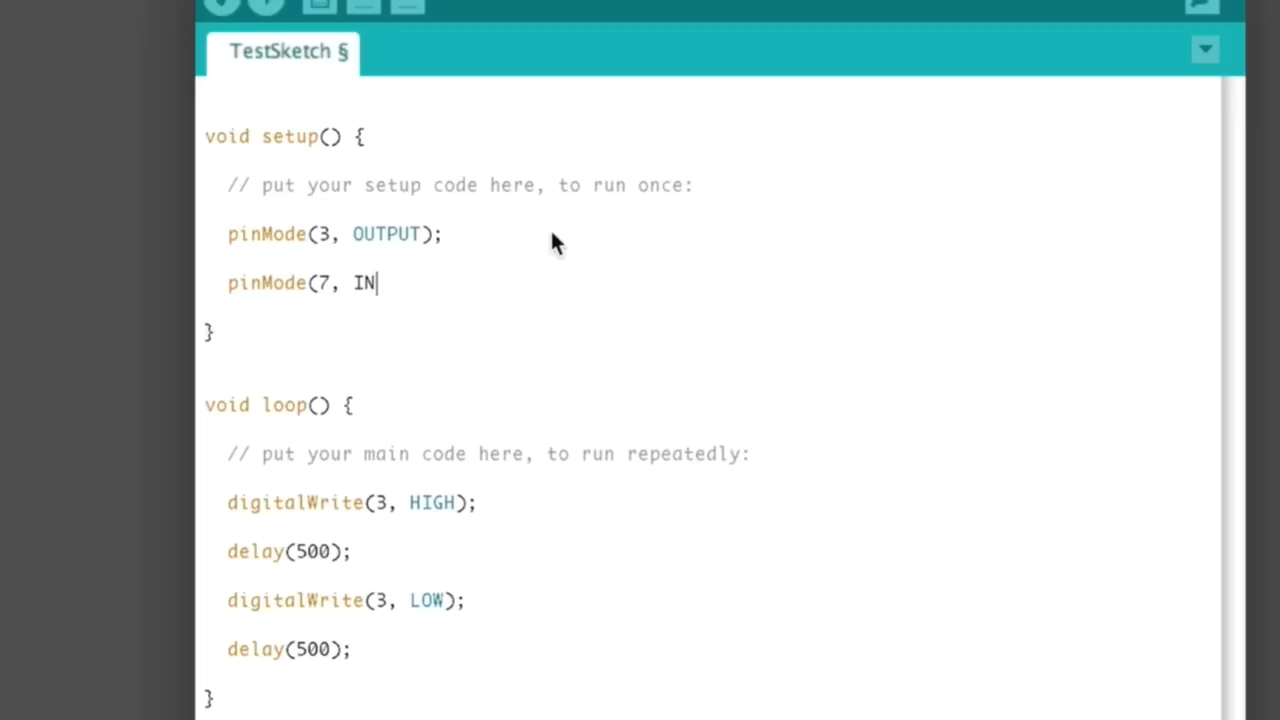 TestSketch §
void setup() {
// put your setup code here, to run once:
pinMode(3, OUTPUT);
pinMode(7, IN
}
void loop() {
// put your main code here, to run repeatedly:
digitalWrite(3, HIGH);
delay(500);
digitalWrite(3, LOW);
delay(500);
}